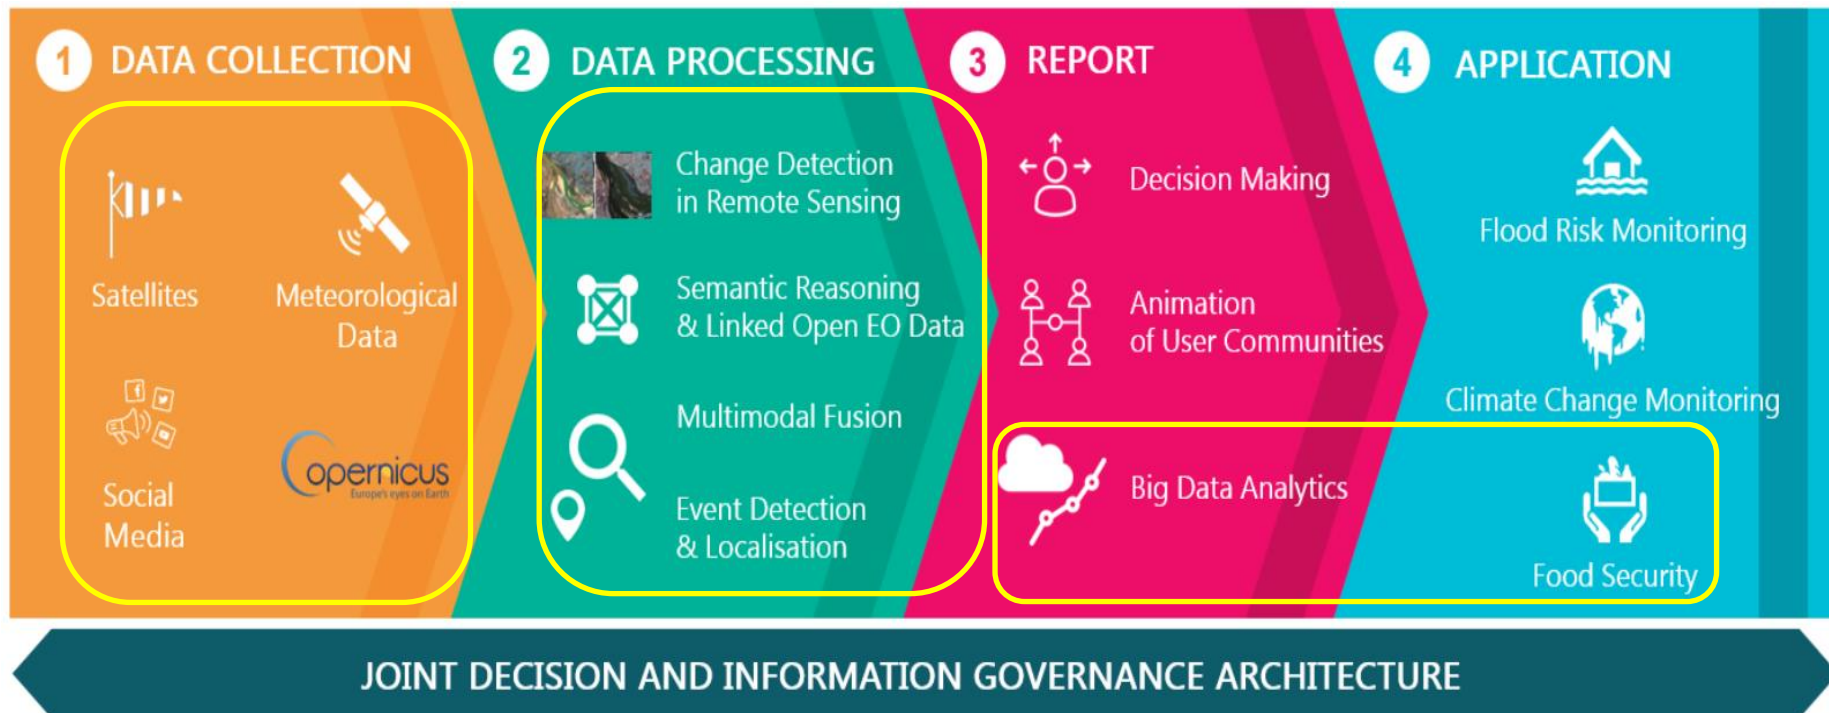 1 DATA COLLECTION
Satellites
Meteorological
Data
Social
Media
Copernicus
Europe's eyes on Earth
2 DATA PROCESSING
Change Detection
in Remote Sensing
Semantic Reasoning
& Linked Open EO Data
Multimodal Fusion
Event Detection
& Localisation
3 REPORT
Decision Making
Animation
of User Communities
Big Data Analytics
4 APPLICATION
Flood Risk Monitoring
Climate Change Monitoring
Food Security
JOINT DECISION AND INFORMATION GOVERNANCE ARCHITECTURE